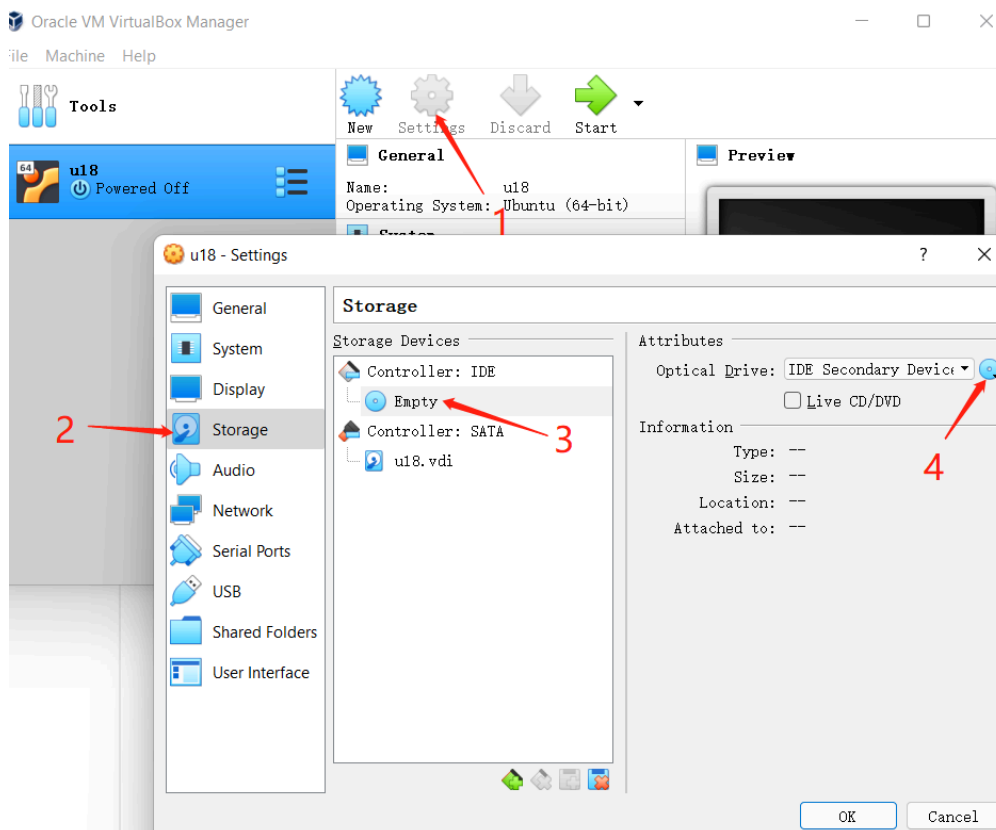 Oracle VM VirtualBox Manager
File Machine Help
Tools
New Settings Discard Start
64
u18
Powered Off
General
Name: u18
Operating System: Ubuntu (64-bit)
System
Preview
1
u18 - Settings
?
General
System
Display
Storage
Audio
Network
Serial Ports
USB
Shared Folders
User Interface
2
Storage
Storage Devices
Controller: IDE
Empty
Controller: SATA
u18.vdi
3
Attributes
Optical Drive: IDE Secondary Device
Live CD/DVD
Information
Type: --
Size: --
Location: --
Attached to: --
4
OK Cancel